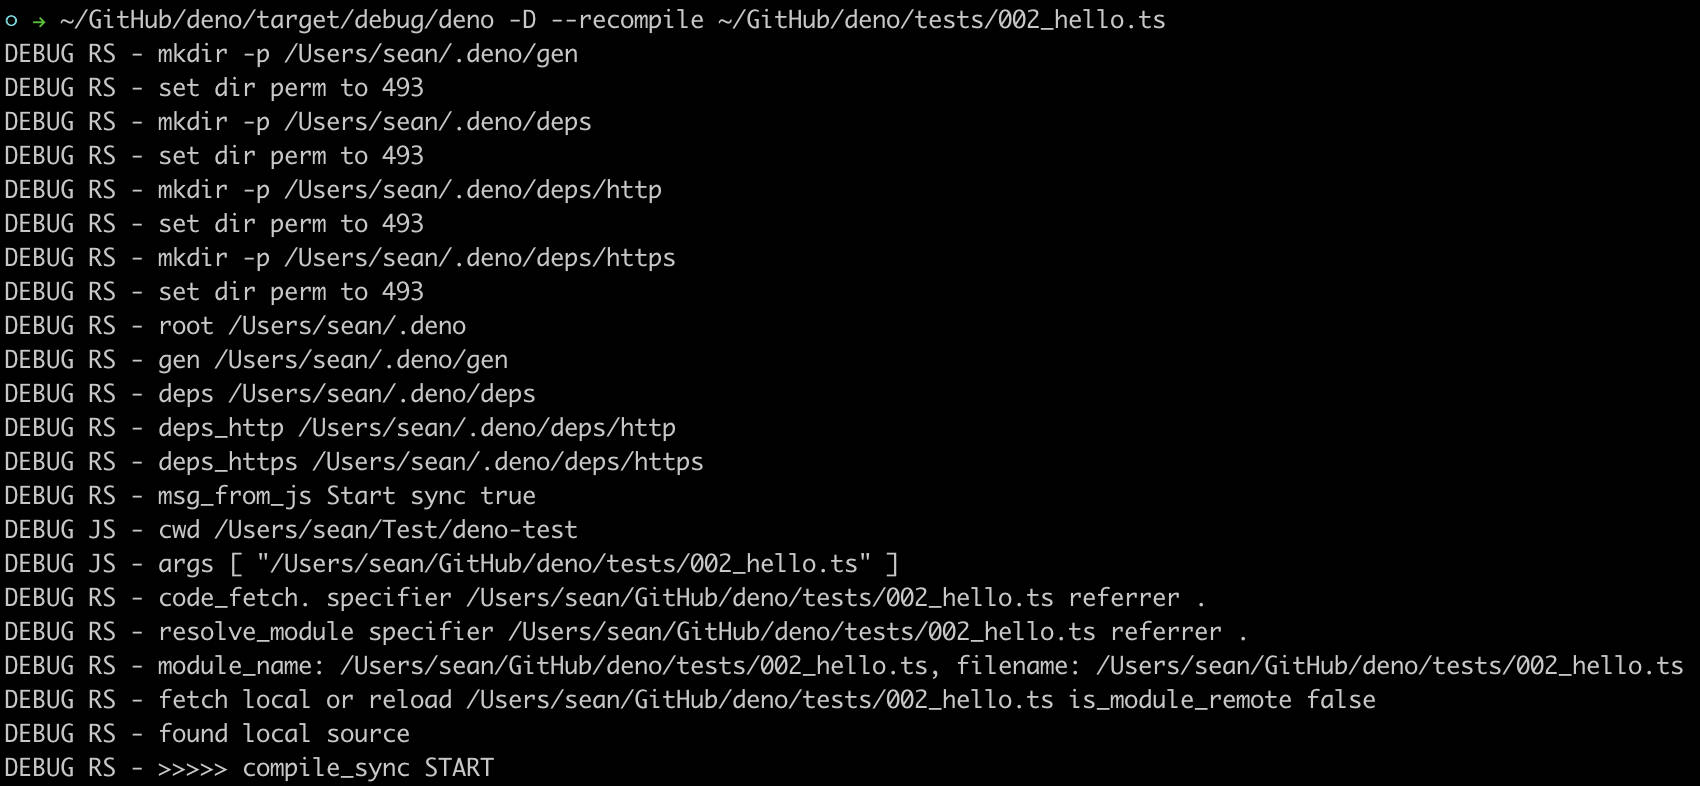 ○ → ~/GitHub/deno/target/debug/deno -D --recompile ~/GitHub/deno/tests/002_hello.ts
DEBUG RS - mkdir -p /Users/sean/.deno/gen
DEBUG RS - set dir perm to 493
DEBUG RS - mkdir -p /Users/sean/.deno/deps
DEBUG RS - set dir perm to 493
DEBUG RS - mkdir -p /Users/sean/.deno/deps/http
DEBUG RS - set dir perm to 493
DEBUG RS - mkdir -p /Users/sean/.deno/deps/https
DEBUG RS - set dir perm to 493
DEBUG RS - root /Users/sean/.deno
DEBUG RS - gen /Users/sean/.deno/gen
DEBUG RS - deps /Users/sean/.deno/deps
DEBUG RS - deps_http /Users/sean/.deno/deps/http
DEBUG RS - deps_https /Users/sean/.deno/deps/https
DEBUG RS - msg_from_js Start sync true
DEBUG JS - cwd /Users/sean/Test/deno-test
DEBUG JS - args [ "/Users/sean/GitHub/deno/tests/002_hello.ts" ]
DEBUG RS - code_fetch. specifier /Users/sean/GitHub/deno/tests/002_hello.ts referrer .
DEBUG RS - resolve_module specifier /Users/sean/GitHub/deno/tests/002_hello.ts referrer .
DEBUG RS - module_name: /Users/sean/GitHub/deno/tests/002_hello.ts, filename: /Users/sean/GitHub/deno/tests/002_hello.ts
DEBUG RS - fetch local or reload /Users/sean/GitHub/deno/tests/002_hello.ts is_module_remote false
DEBUG RS - found local source
DEBUG RS - >>>>> compile_sync START